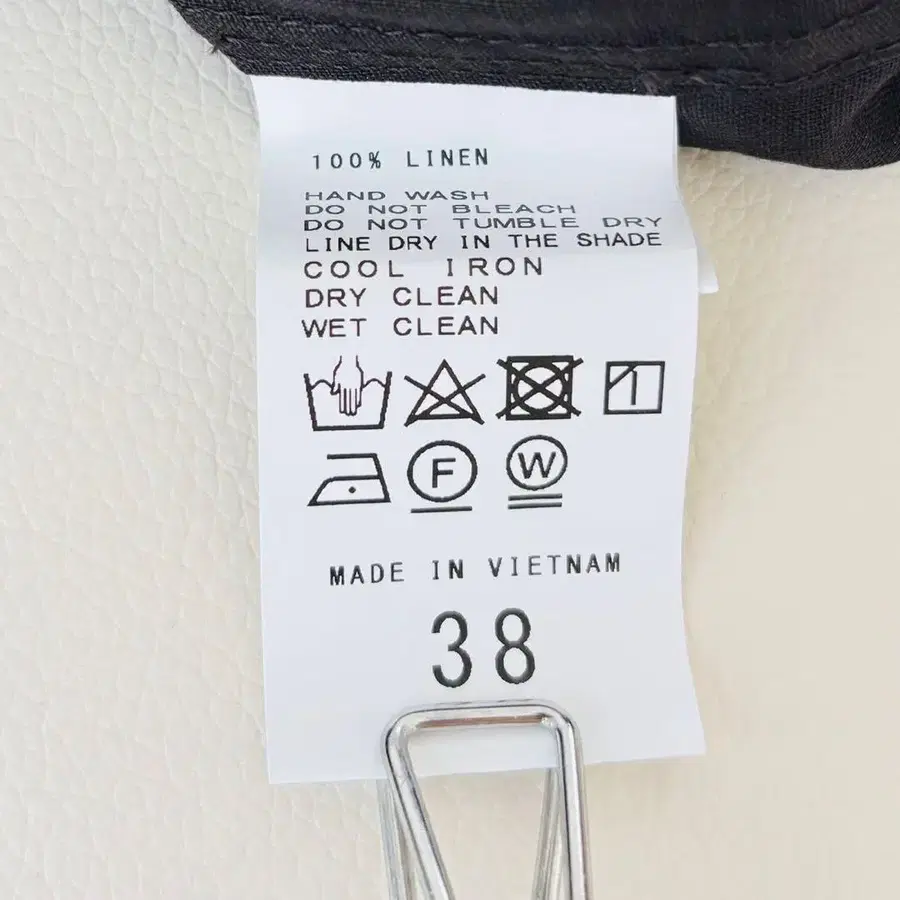 100% LINEN
HAND WASH
DO NOT BLEACH
DO NOT TUMBLE DRY
LINE DRY IN THE SHADE
COOL IRON
DRY CLEAN
WET CLEAN
F W
MADE IN VIETNAM
38